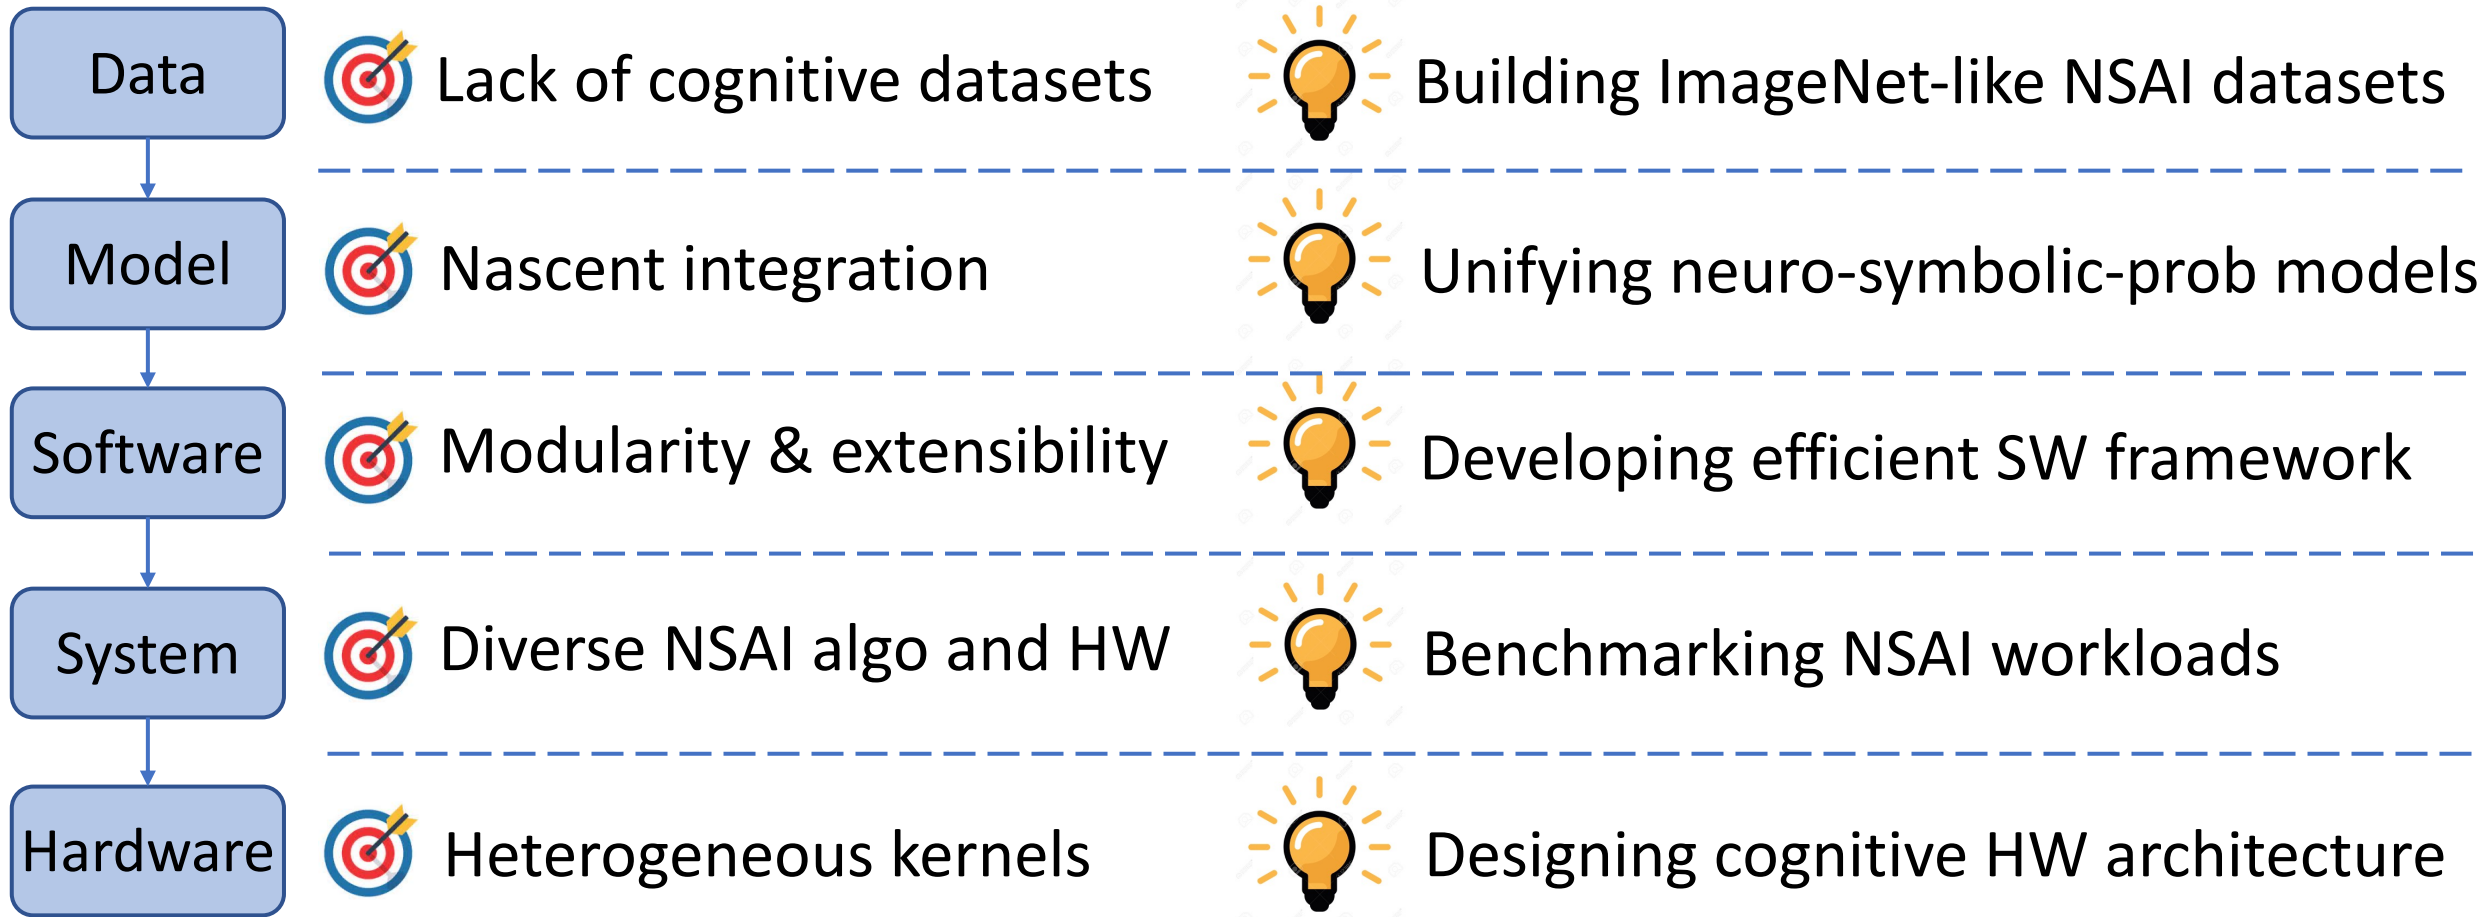 Data
Lack of cognitive datasets
Building ImageNet-like NSAI datasets
Model
Nascent integration
Unifying neuro-symbolic-prob models
Software
Modularity & extensibility
Developing efficient SW framework
System
Diverse NSAI algo and HW
Benchmarking NSAI workloads
Hardware
Heterogeneous kernels
Designing cognitive HW architecture